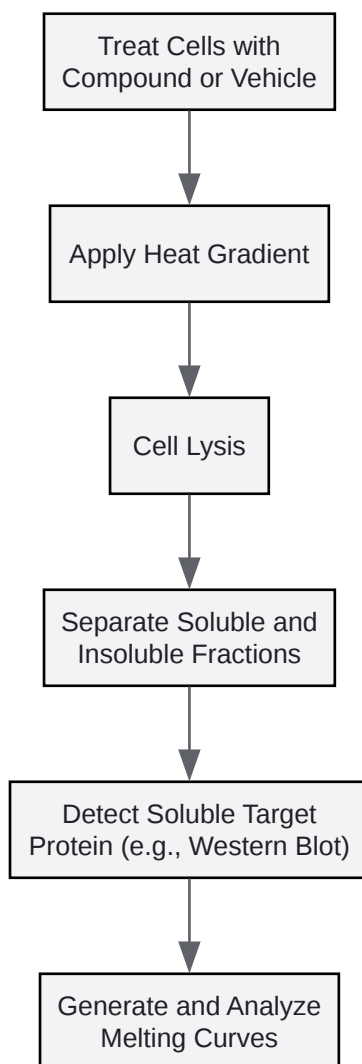 Treat Cells with
Compound or Vehicle
Apply Heat Gradient
Cell Lysis
Separate Soluble and
Insoluble Fractions
Detect Soluble Target
Protein (e.g., Western Blot)
Generate and Analyze
Melting Curves